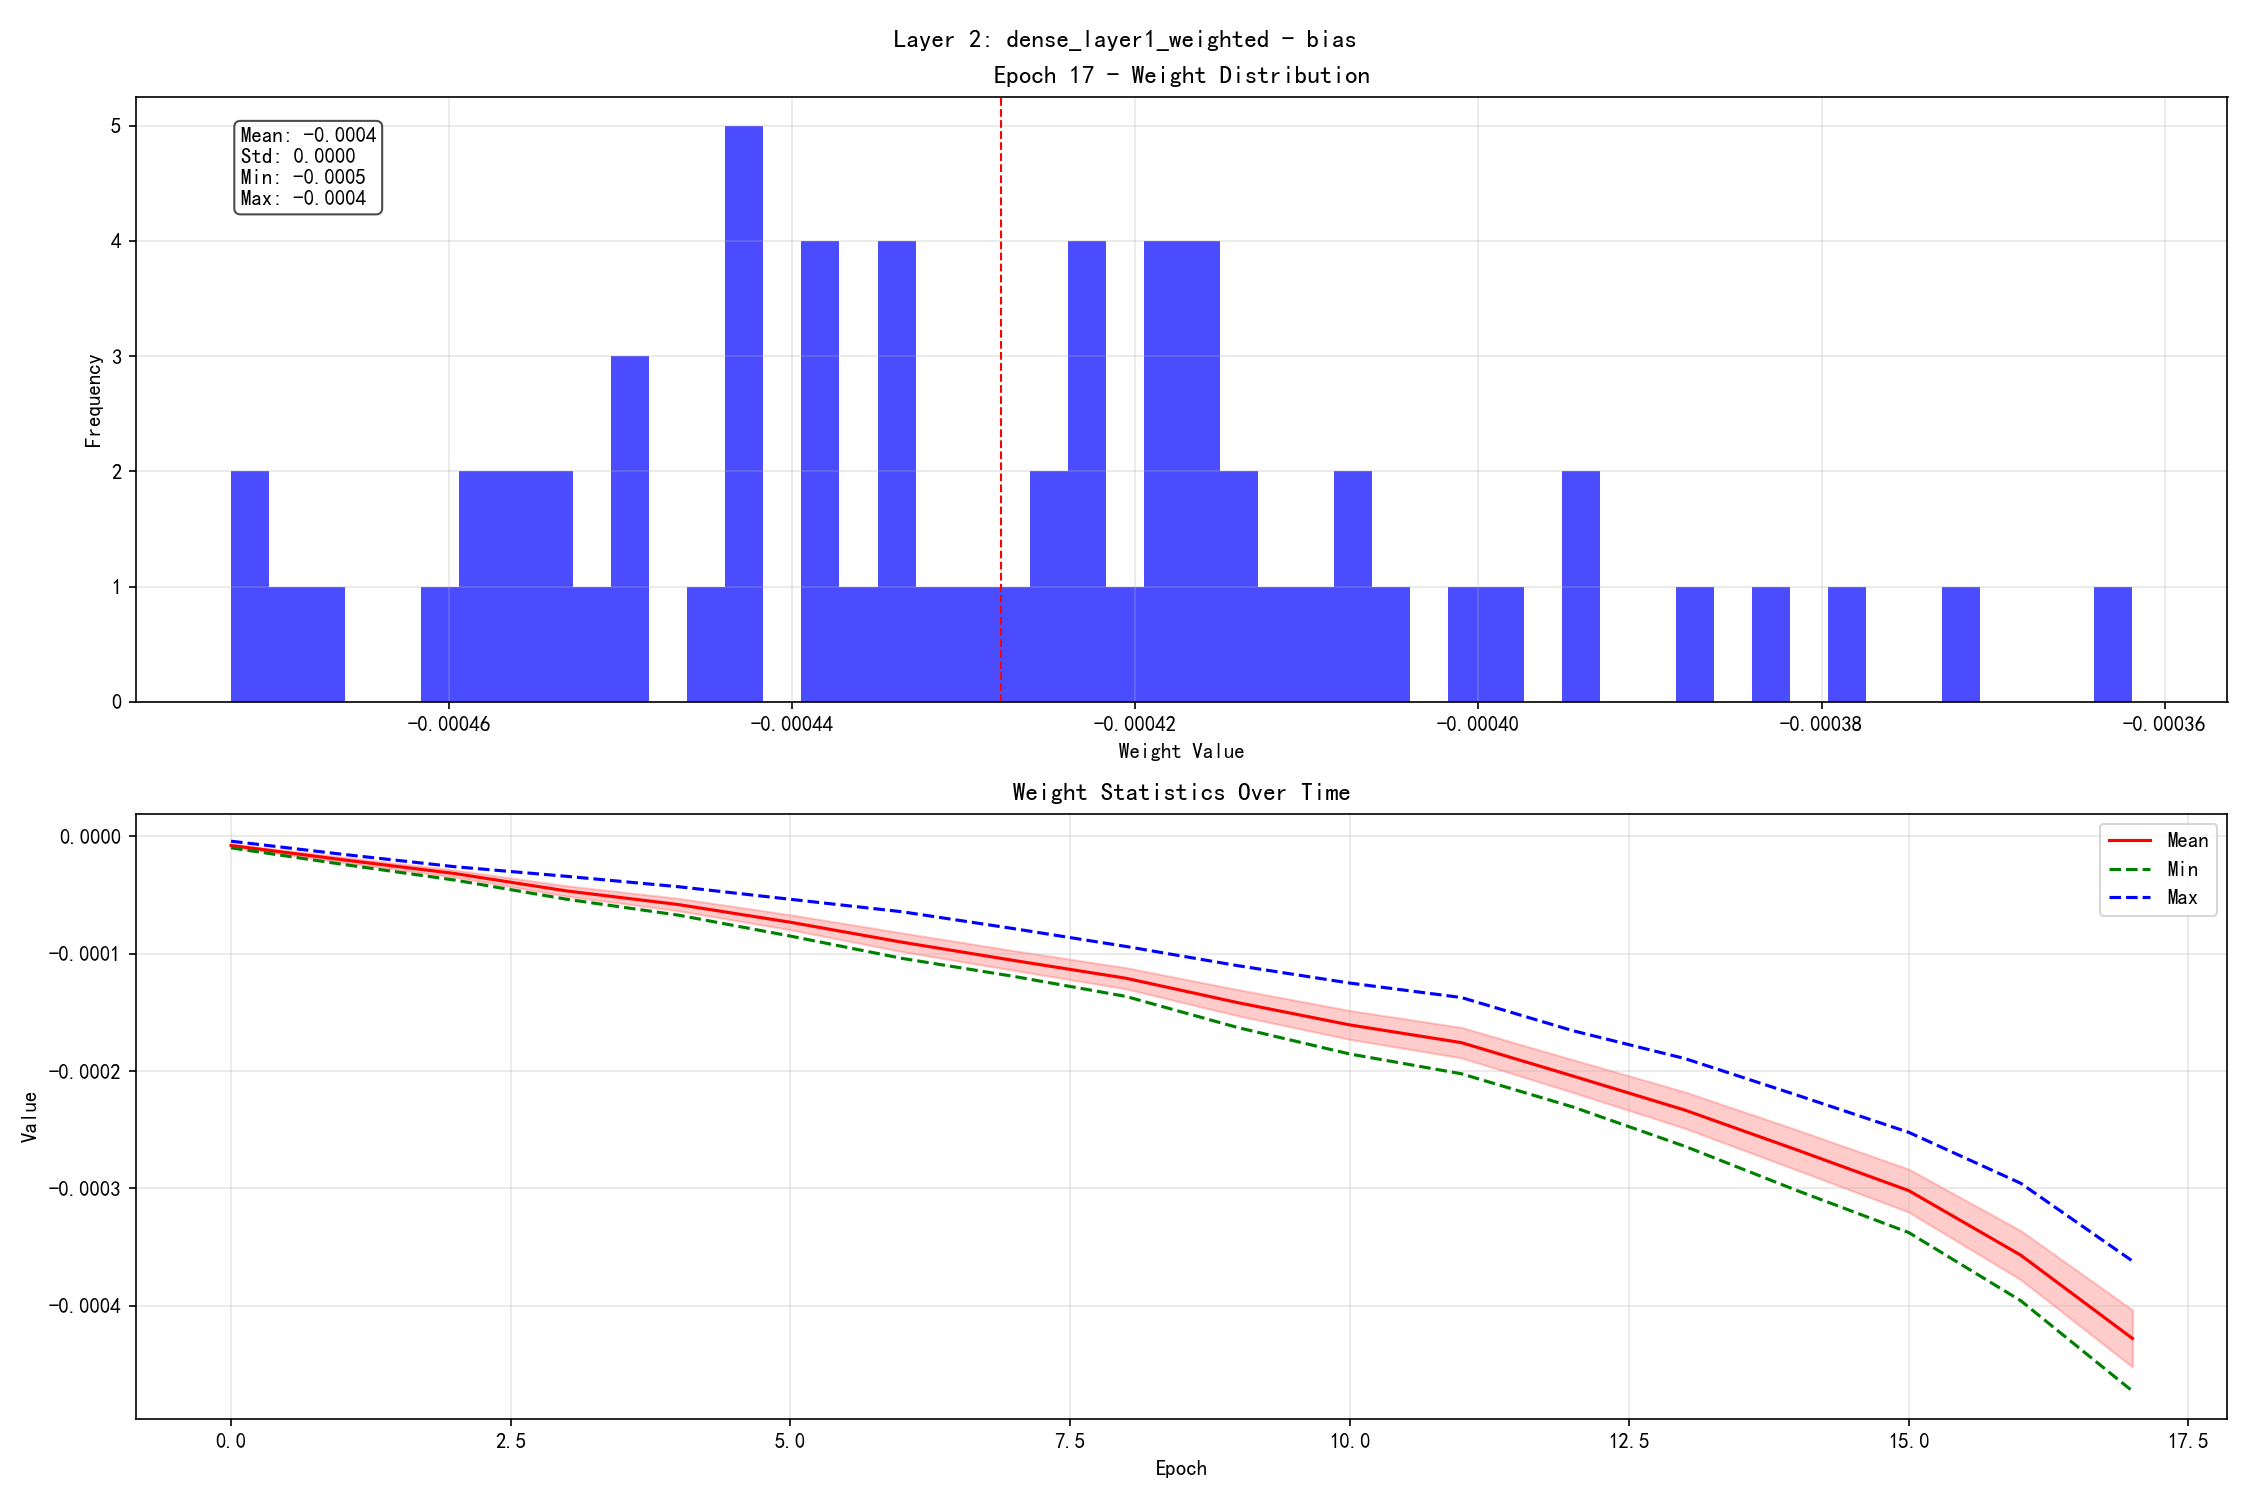 Layer 2: dense_layer1_weighted - bias
Epoch 17 - Weight Distribution
Mean: -0.0004
Std: 0.0000
Min: -0.0005
Max: -0.0004
Frequency
5
4
3
2
1
0
-0.00046 -0.00044 -0.00042 -0.00040 -0.00038 -0.00036
Weight Value
Weight Statistics Over Time
Mean
Min
Max
Value
0.0000
-0.0001
-0.0002
-0.0003
-0.0004
0.0 2.5 5.0 7.5 10.0 12.5 15.0 17.5
Epoch